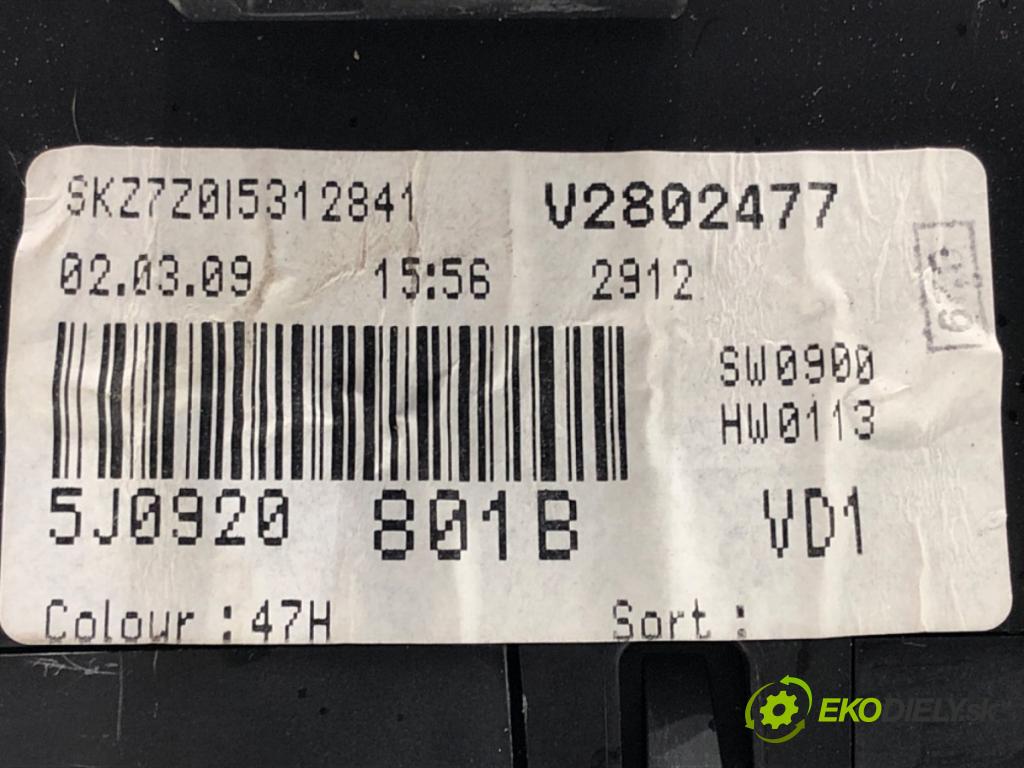 SKZ7Z0I5312841 V2802477
02.03.09 15:56 2912
SW0900
HW0113
5J0920 801B VD1
Colour : 47H Sort :
EKODIELY.sk